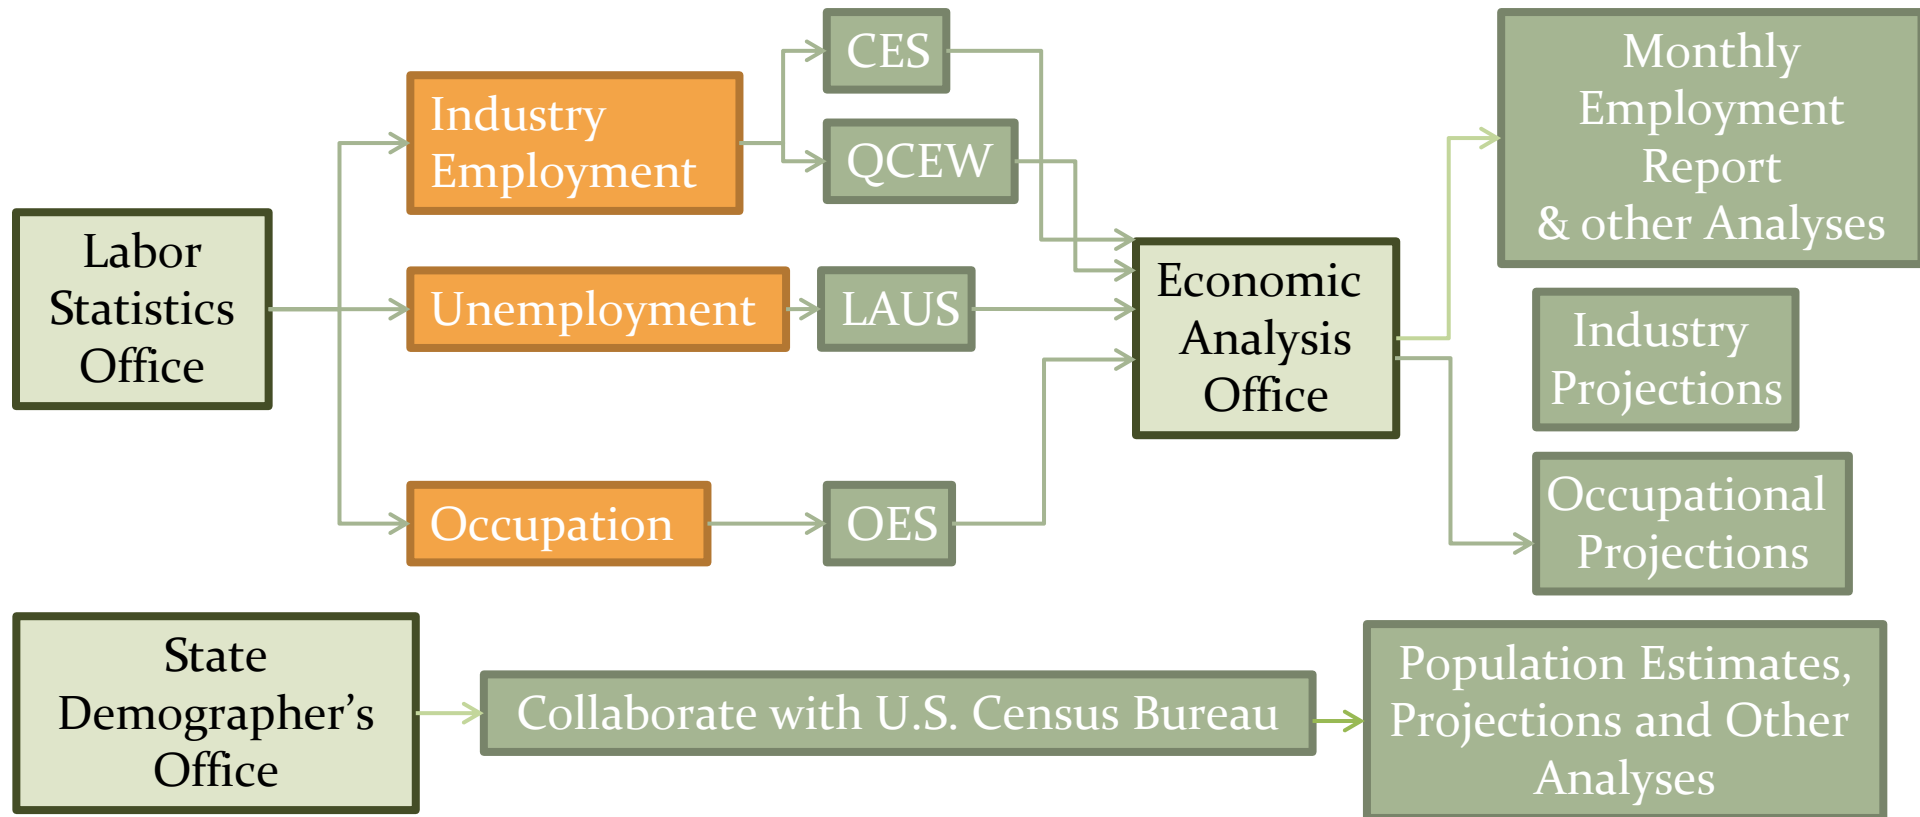 Labor
Statistics
Office
Industry
Employment
Unemployment
Occupation
CES
QCEW
LAUS
OES
Economic
Analysis
Office
Monthly
Employment
Report
& other Analyses
Industry
Projections
Occupational
Projections
State
Demographer’s
Office
Collaborate with U.S. Census Bureau
Population Estimates,
Projections and Other
Analyses